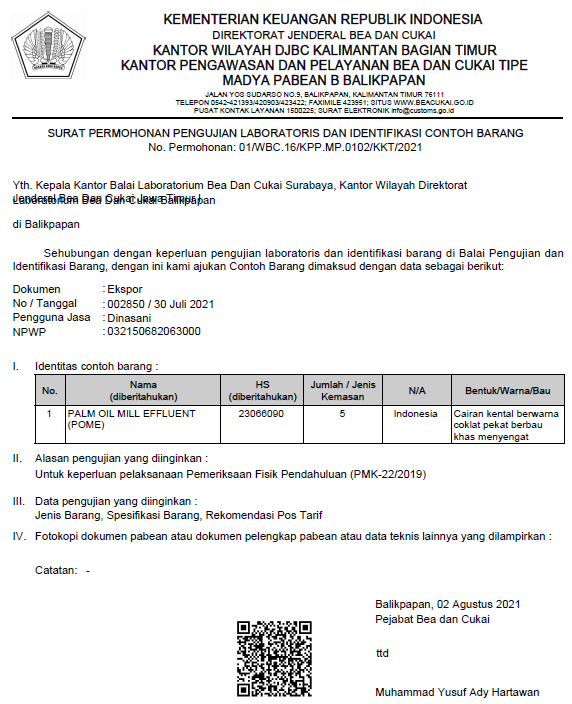 KEMENTERIAN KEUANGAN REPUBLIK INDONESIA
DIREKTORAT JENDERAL BEA DAN CUKAI
KANTOR WILAYAH DJBC KALIMANTAN BAGIAN TIMUR
KANTOR PENGAWASAN DAN PELAYANAN BEA DAN CUKAI TIPE
MADYA PABEAN B BALIKPAPAN
JALAN YOS SUDARSO NO.9, BALIKPAPAN, KALIMANTAN TIMUR 76111
TELEPON 0542-421393/420903/423422; FAXIMILE 423951; SITUS WWW.BEACUKAI.GO.ID
PUSAT KONTAK LAYANAN 1500225; SURAT ELEKTRONIK info@customs.go.id
SURAT PERMOHONAN PENGUJIAN LABORATORIS DAN IDENTIFIKASI CONTOH BARANG
No. Permohonan: 01/WBC.16/KPP.MP.0102/KKT/2021
Yth. Kepala Kantor Balai Laboratorium Bea Dan Cukai Surabaya, Kantor Wilayah Direktorat
Jenderal Bea Dan Cukai Jawa Timur I
Laboratorium Bea Dan Cukai Balikpapan
di Balikpapan
Sehubungan dengan keperluan pengujian laboratoris dan identifikasi barang di Balai Pengujian dan
Identifikasi Barang, dengan ini kami ajukan Contoh Barang dimaksud dengan data sebagai berikut:
Dokumen : Ekspor
No / Tanggal : 002850 / 30 Juli 2021
Pengguna Jasa : Dinasani
NPWP : 032150682063000
I. Identitas contoh barang :
No. Nama (diberitahukan) HS (diberitahukan) Jumlah / Jenis Kemasan N/A Bentuk/Warna/Bau
1 PALM OIL MILL EFFLUENT (POME) 23066090 5 Indonesia Cairan kental berwarna coklat pekat berbau khas menyengat
II. Alasan pengujian yang diinginkan :
Untuk keperluan pelaksanaan Pemeriksaan Fisik Pendahuluan (PMK-22/2019)
III. Data pengujian yang diinginkan :
Jenis Barang, Spesifikasi Barang, Rekomendasi Pos Tarif
IV. Fotokopi dokumen pabean atau dokumen pelengkap pabean atau data teknis lainnya yang dilampirkan :
Catatan: -
Balikpapan, 02 Agustus 2021
Pejabat Bea dan Cukai
ttd
Muhammad Yusuf Ady Hartawan